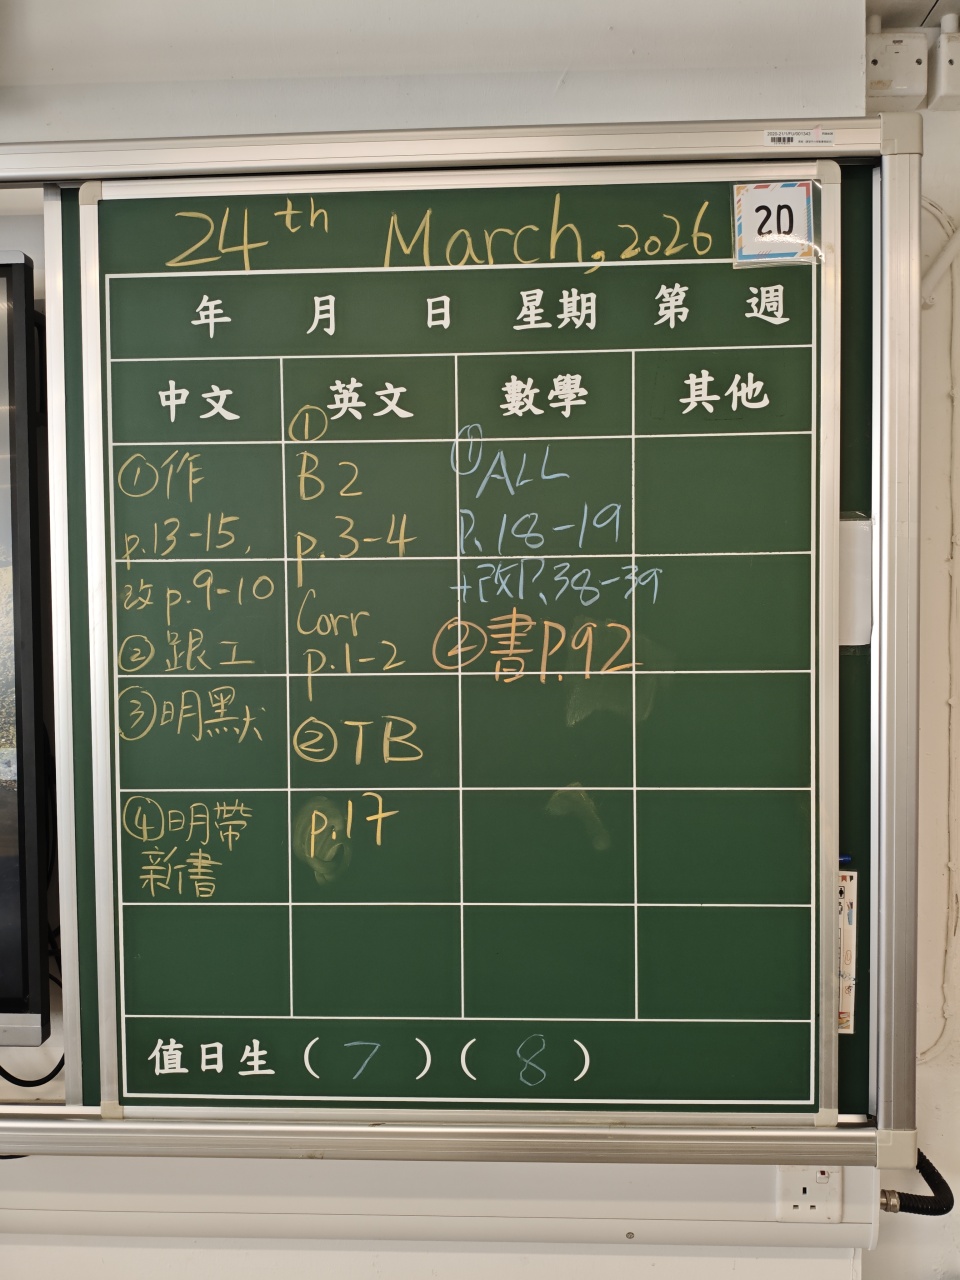 24th March, 2026
2D
年 月 日 星期 第 週
中文 英文 數學 其他
①作
p.13-15,
改p.9-10
②跟工
③明默
④明帶
新書
①
B2
p.3-4
Corr
p.1-2
②TB
p.17
①ALL
P.18-19
+改P.38-39
②書P.92
值日生(7)(8)